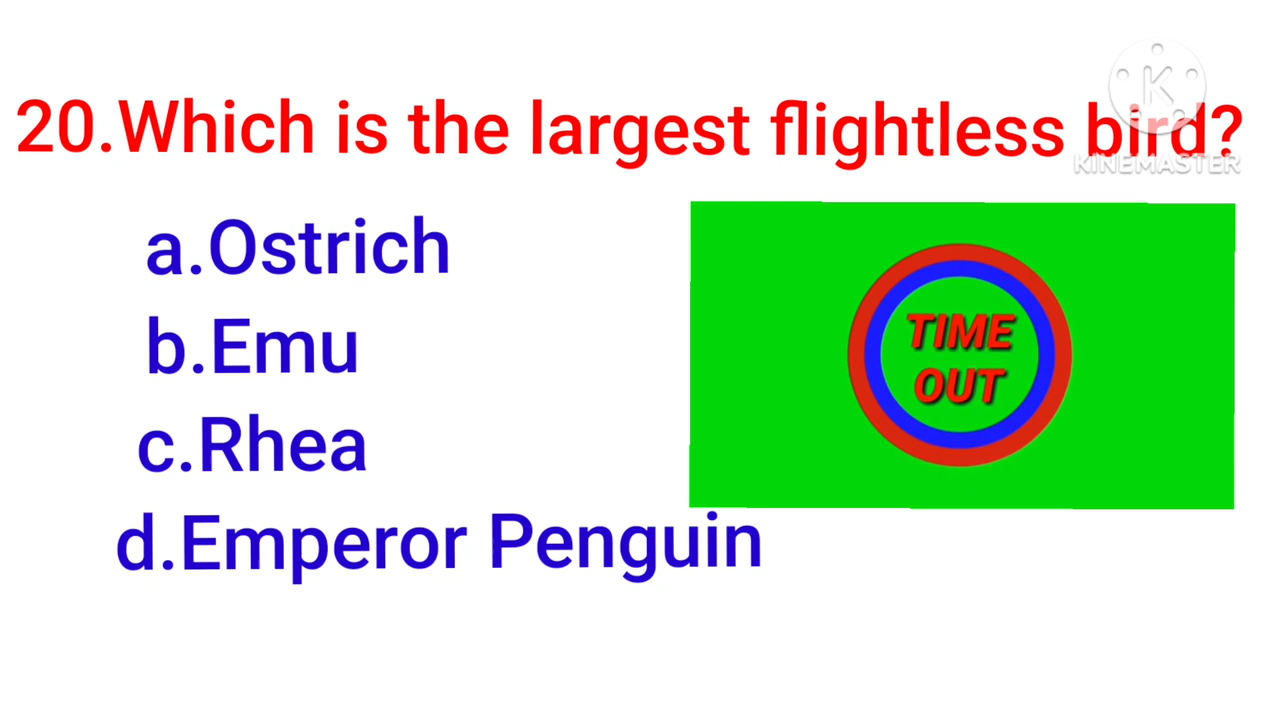 20.Which is the largest flightless bird?
KINEMASTER
a.Ostrich
b.Emu
c.Rhea
d.Emperor Penguin
TIME
OUT